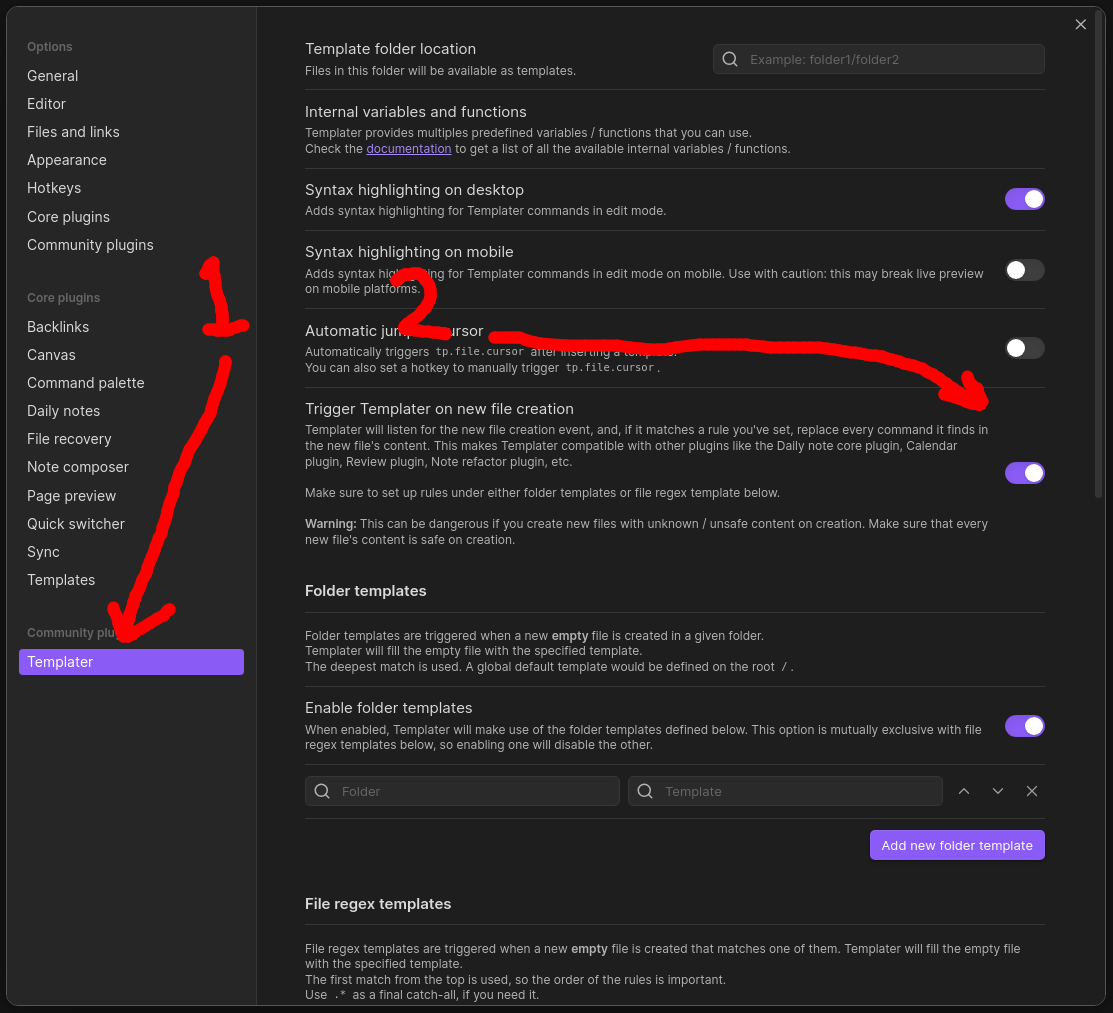 Options
General
Editor
Files and links
Appearance
Hotkeys
Core plugins
Community plugins
1
Core plugins
Backlinks
Canvas
Command palette
Daily notes
File recovery
Note composer
Page preview
Quick switcher
Sync
Templates
Community
Templater
Template folder location
Files in this folder will be available as templates.
Example: folder1/folder2
Internal variables and functions
Templater provides multiples predefined variables / functions that you can use.
Check the documentation to get a list of all the available internal variables / functions.
Syntax highlighting on desktop
Adds syntax highlighting for Templater commands in edit mode.
Syntax highlighting on mobile
Adds syntax highlighting for Templater commands in edit mode on mobile. Use with caution: this may break live preview
on mobile platforms.
2
Automatic cursor
Automatically triggers tp.file.cursor after inserting a template.
You can also set a hotkey to manually trigger tp.file.cursor.
Trigger Templater on new file creation
Templater will listen for the new file creation event, and, if it matches a rule you've set, replace every command it finds in
the new file's content. This makes Templater compatible with other plugins like the Daily note core plugin, Calendar
plugin, Review plugin, Note refactor plugin, etc.
Make sure to set up rules under either folder templates or file regex template below.
Warning: This can be dangerous if you create new files with unknown / unsafe content on creation. Make sure that every
new file's content is safe on creation.
Folder templates
Folder templates are triggered when a new empty file is created in a given folder.
Templater will fill the empty file with the specified template.
The deepest match is used. A global default template would be defined on the root / .
Enable folder templates
When enabled, Templater will make use of the folder templates defined below. This option is mutually exclusive with file
regex templates below, so enabling one will disable the other.
Folder
Template
Add new folder template
File regex templates
File regex templates are triggered when a new empty file is created that matches one of them. Templater will fill the empty file
with the specified template.
The first match from the top is used, so the order of the rules is important.
Use .* as a final catch-all, if you need it.